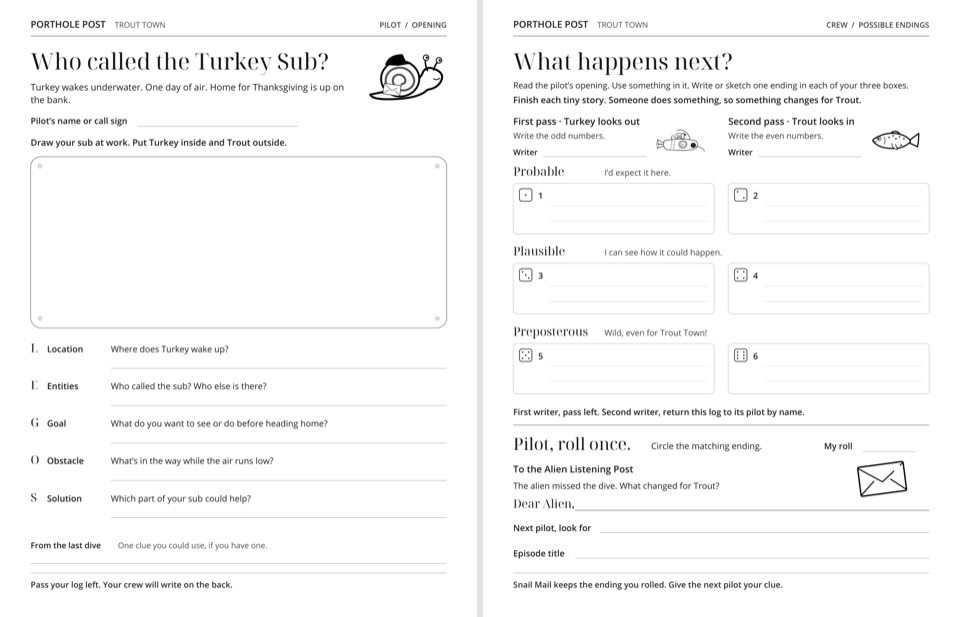 PORTHOLE POST TROUT TOWN
PILOT / OPENING
Who called the Turkey Sub?
Turkey wakes underwater. One day of air. Home for Thanksgiving is up on
the bank.
Pilot's name or call sign
Draw your sub at work. Put Turkey inside and Trout outside.
L Location Where does Turkey wake up?
E Entities Who called the sub? Who else is there?
G Goal What do you want to see or do before heading home?
O Obstacle What's in the way while the air runs low?
S Solution Which part of your sub could help?
From the last dive One clue you could use, if you have one.
Pass your log left. Your crew will write on the back.
PORTHOLE POST TROUT TOWN
CREW / POSSIBLE ENDINGS
What happens next?
Read the pilot's opening. Use something in it. Write or sketch one ending in each of your three boxes.
Finish each tiny story. Someone does something, so something changes for Trout.
First pass · Turkey looks out
Write the odd numbers.
Writer
Second pass · Trout looks in
Write the even numbers.
Writer
Probable I'd expect it here.
1
2
Plausible I can see how it could happen.
3
4
Preposterous Wild, even for Trout Town!
5
6
First writer, pass left. Second writer, return this log to its pilot by name.
Pilot, roll once. Circle the matching ending. My roll
To the Alien Listening Post
The alien missed the dive. What changed for Trout?
Dear Alien,
Next pilot, look for
Episode title
Snail Mail keeps the ending you rolled. Give the next pilot your clue.